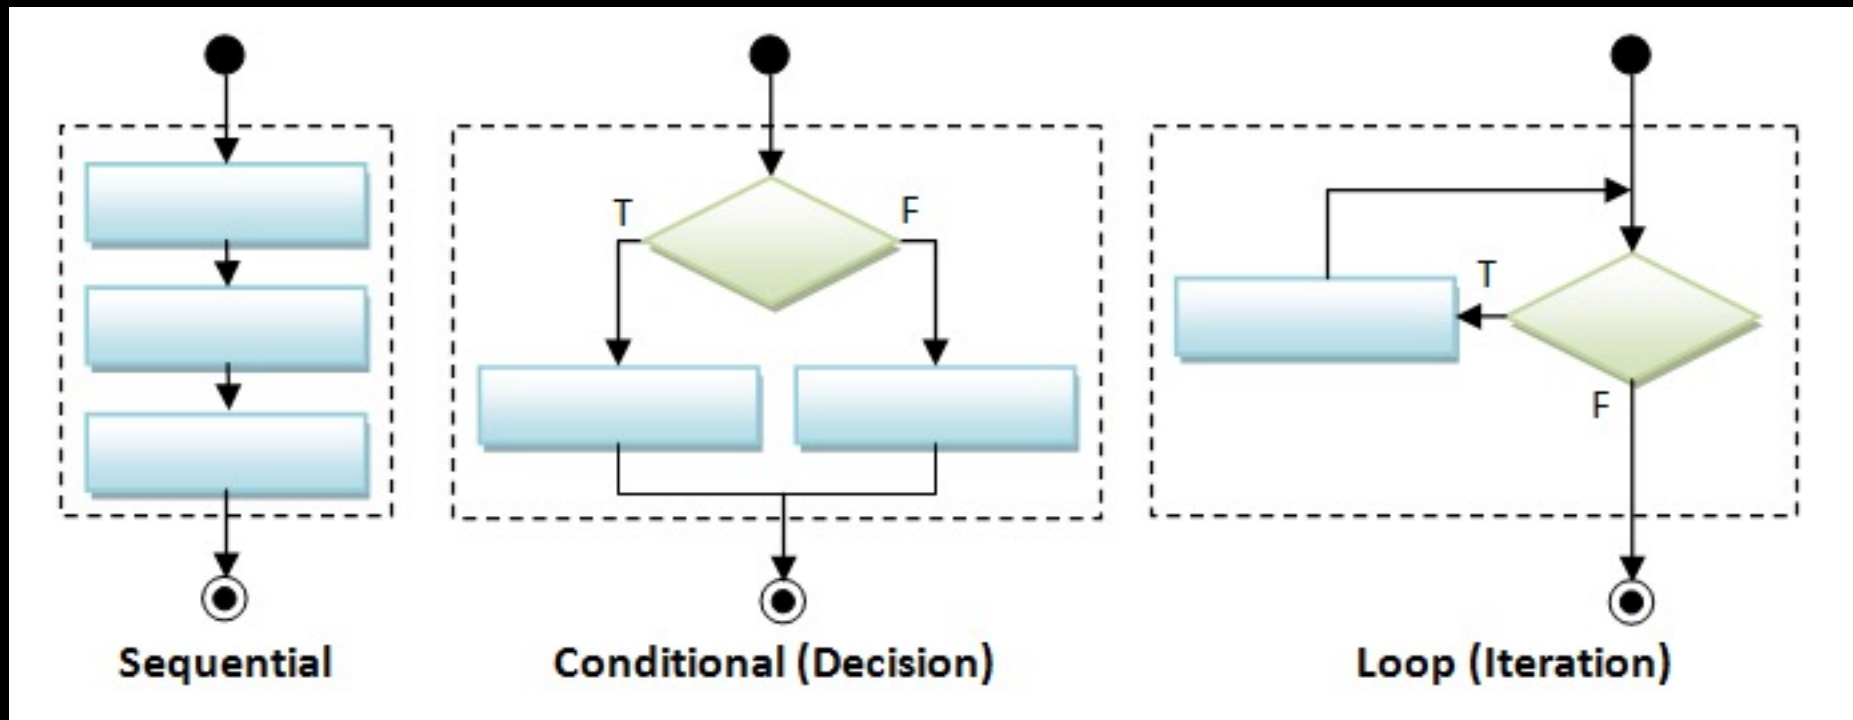 T
F
T
F
Sequential
Conditional (Decision)
Loop (Iteration)